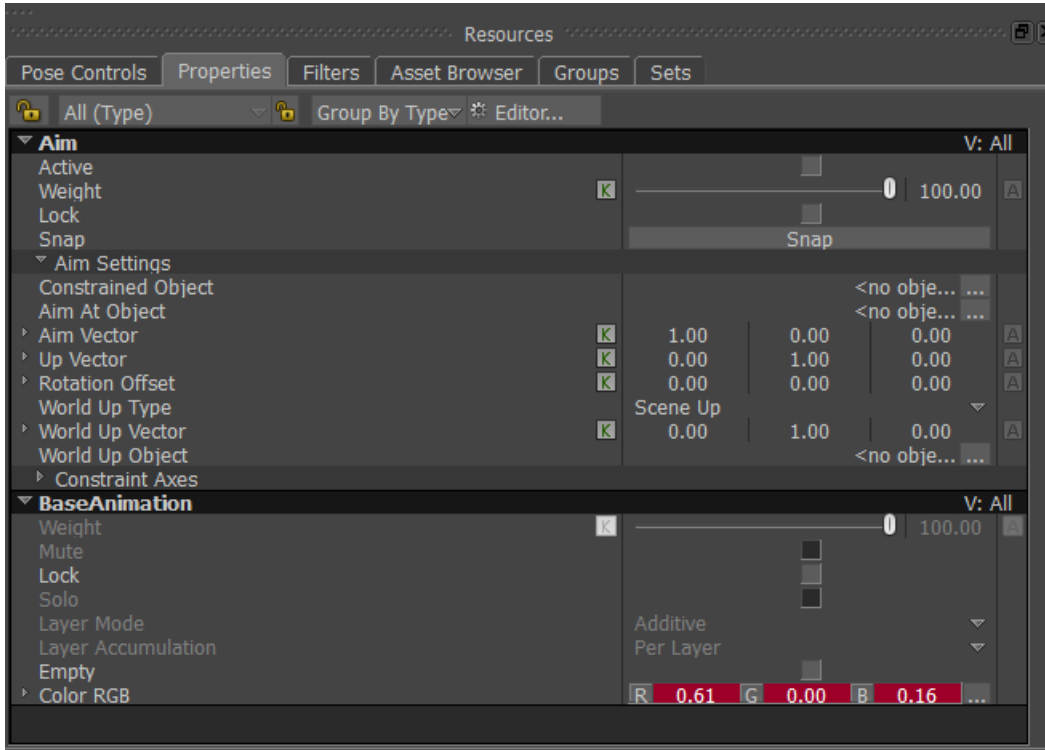 Resources
Pose Controls Properties Filters Asset Browser Groups Sets
All (Type) Group By Type Editor...
Aim V: All
Active
Weight K 100.00 A
Lock
Snap Snap
Aim Settings
Constrained Object <no obje... ...
Aim At Object <no obje... ...
Aim Vector K 1.00 0.00 0.00 A
Up Vector K 0.00 1.00 0.00 A
Rotation Offset K 0.00 0.00 0.00 A
World Up Type Scene Up
World Up Vector K 0.00 1.00 0.00 A
World Up Object <no obje... ...
Constraint Axes
BaseAnimation V: All
Weight K 100.00 A
Mute
Lock
Solo
Layer Mode Additive
Layer Accumulation Per Layer
Empty
Color RGB R 0.61 G 0.00 B 0.16 ...